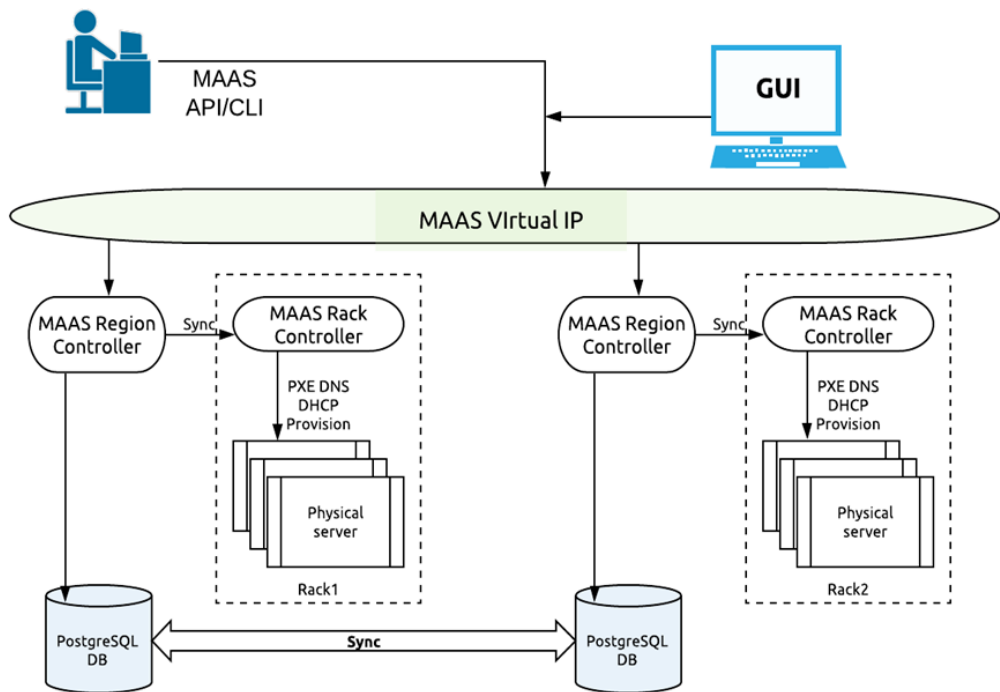 MAAS
API/CLI
GUI
MAAS VIrtual IP
MAAS Region
Controller
Sync
MAAS Rack
Controller
PXE DNS
DHCP
Provision
Physical
server
Rack1
MAAS Region
Controller
Sync
MAAS Rack
Controller
PXE DNS
DHCP
Provision
Physical
server
Rack2
PostgreSQL
DB
Sync
PostgreSQL
DB